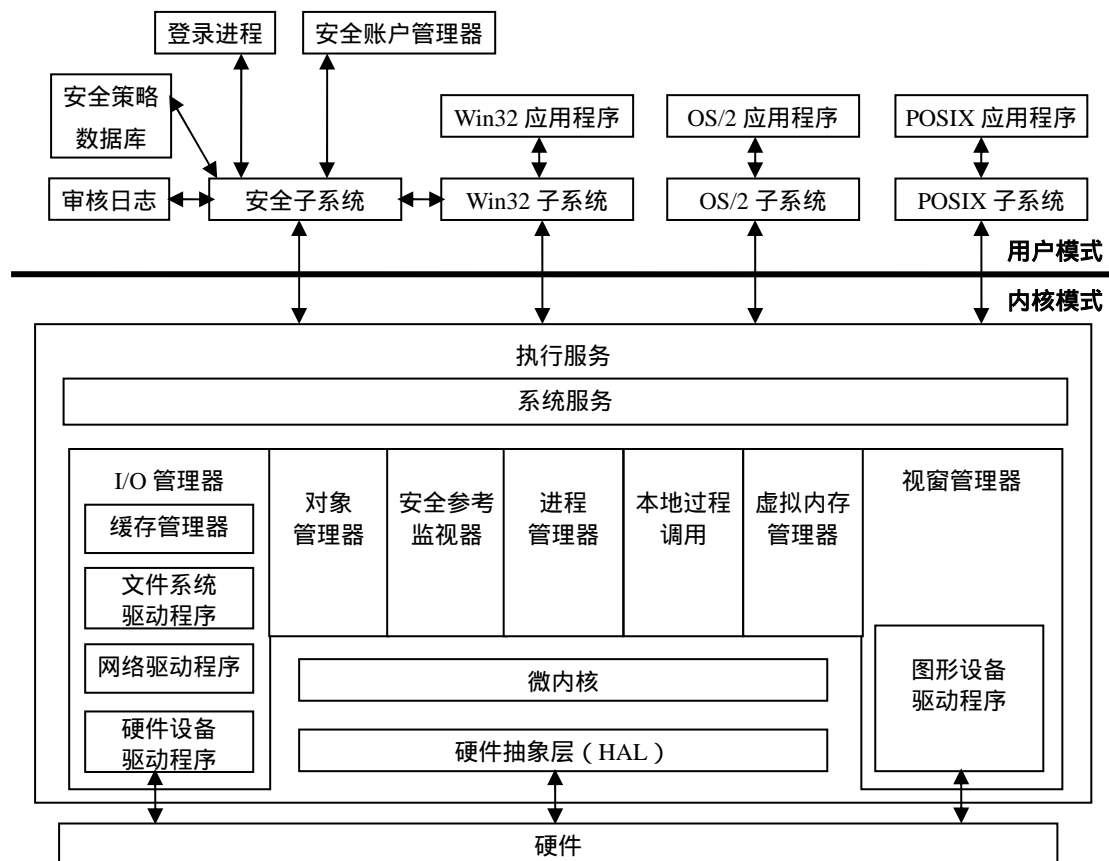 登录进程
安全账户管理器
安全策略
数据库
Win32 应用程序
OS/2 应用程序
POSIX 应用程序
审核日志
安全子系统
Win32 子系统
OS/2 子系统
POSIX 子系统
用户模式
内核模式
执行服务
系统服务
I/O 管理器
缓存管理器
文件系统
驱动程序
网络驱动程序
硬件设备
驱动程序
对象
管理器
安全参考
监视器
进程
管理器
本地过程
调用
虚拟内存
管理器
视窗管理器
图形设备
驱动程序
微内核
硬件抽象层（HAL）
硬件